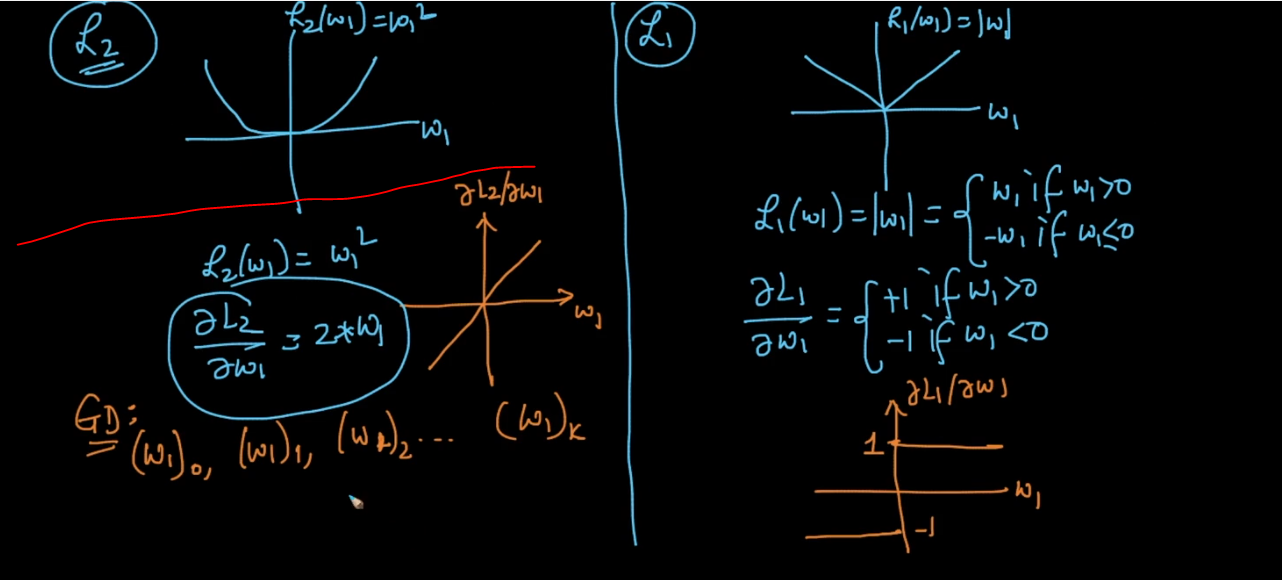 L₂
L₂(w₁)=w₁²
w₁
∂L₂/∂w₁
w₁
L₂(w₁) = w₁²
∂L₂/∂w₁ = 2*w₁
GD:
(w₁)₀, (w₁)₁, (w₁)₂ ... (w₁)ₖ
L₁
L₁(w₁)=|w₁|
w₁
L₁(w₁)=|w₁| = { w₁ if w₁>0
-w₁ if w₁≤0
∂L₁/∂w₁ = { +1 if w₁>0
-1 if w₁<0
∂L₁/∂w₁
1
w₁
-1